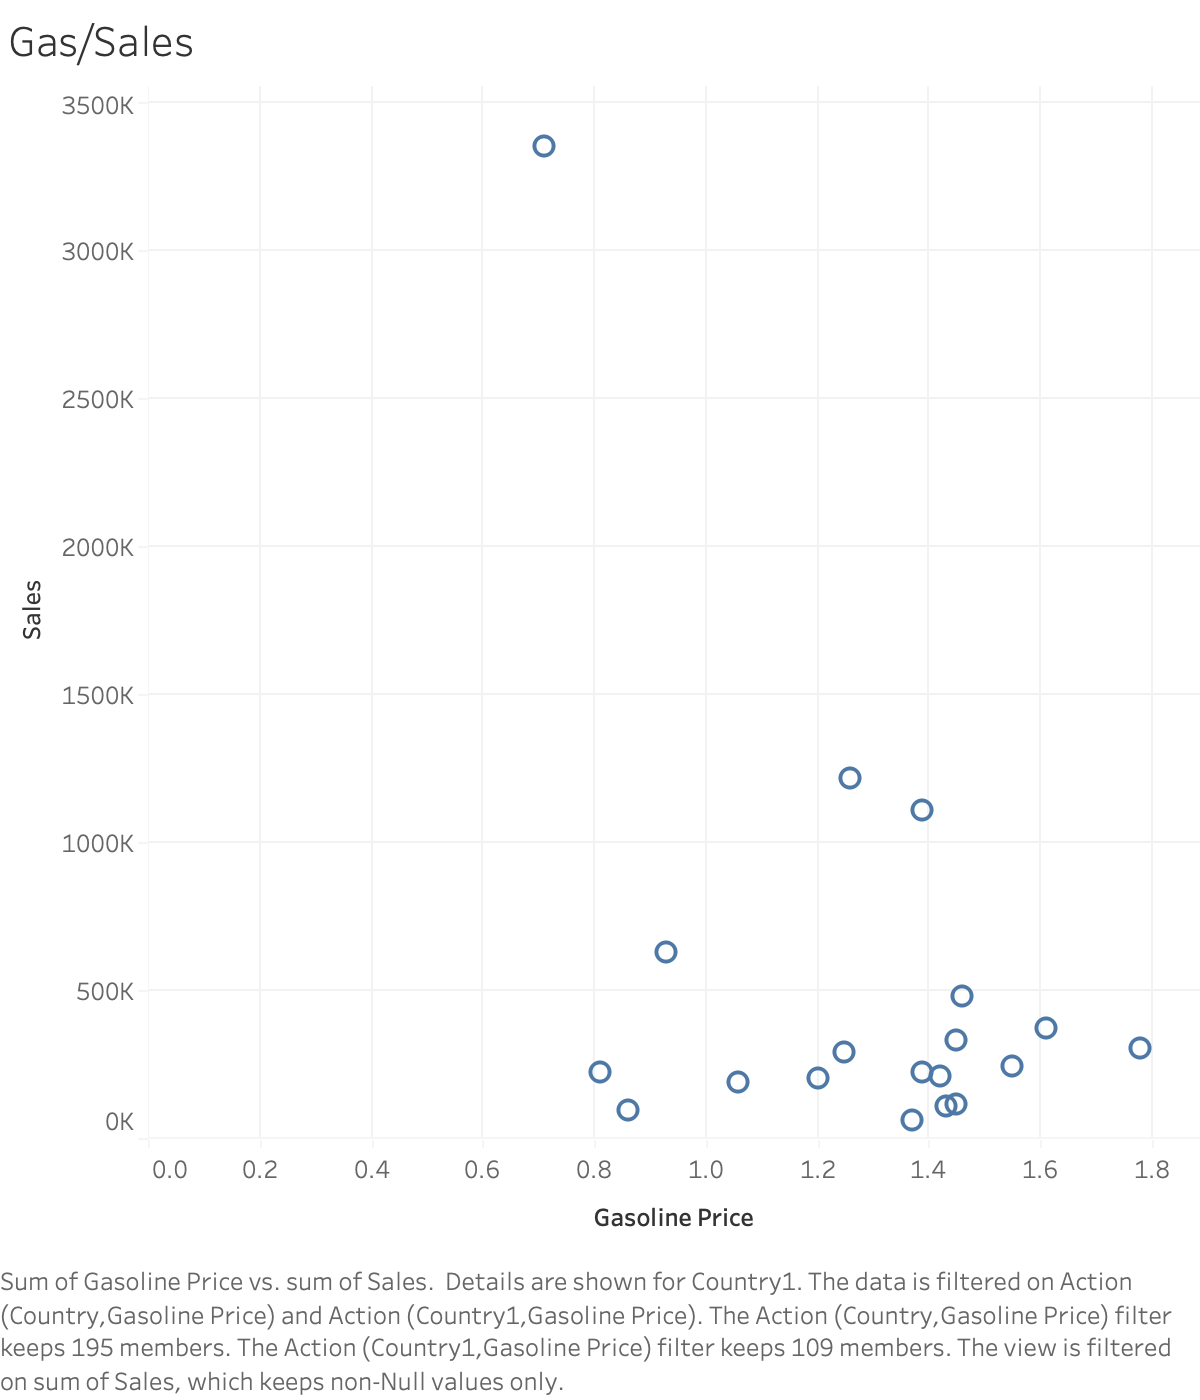 Gas/Sales
3500K
3000K
2500K
2000K
1500K
1000K
500K
0K
Sales
0.0 0.2 0.4 0.6 0.8 1.0 1.2 1.4 1.6 1.8
Gasoline Price
Sum of Gasoline Price vs. sum of Sales.  Details are shown for Country1. The data is filtered on Action
(Country,Gasoline Price) and Action (Country1,Gasoline Price). The Action (Country,Gasoline Price) filter
keeps 195 members. The Action (Country1,Gasoline Price) filter keeps 109 members. The view is filtered
on sum of Sales, which keeps non-Null values only.